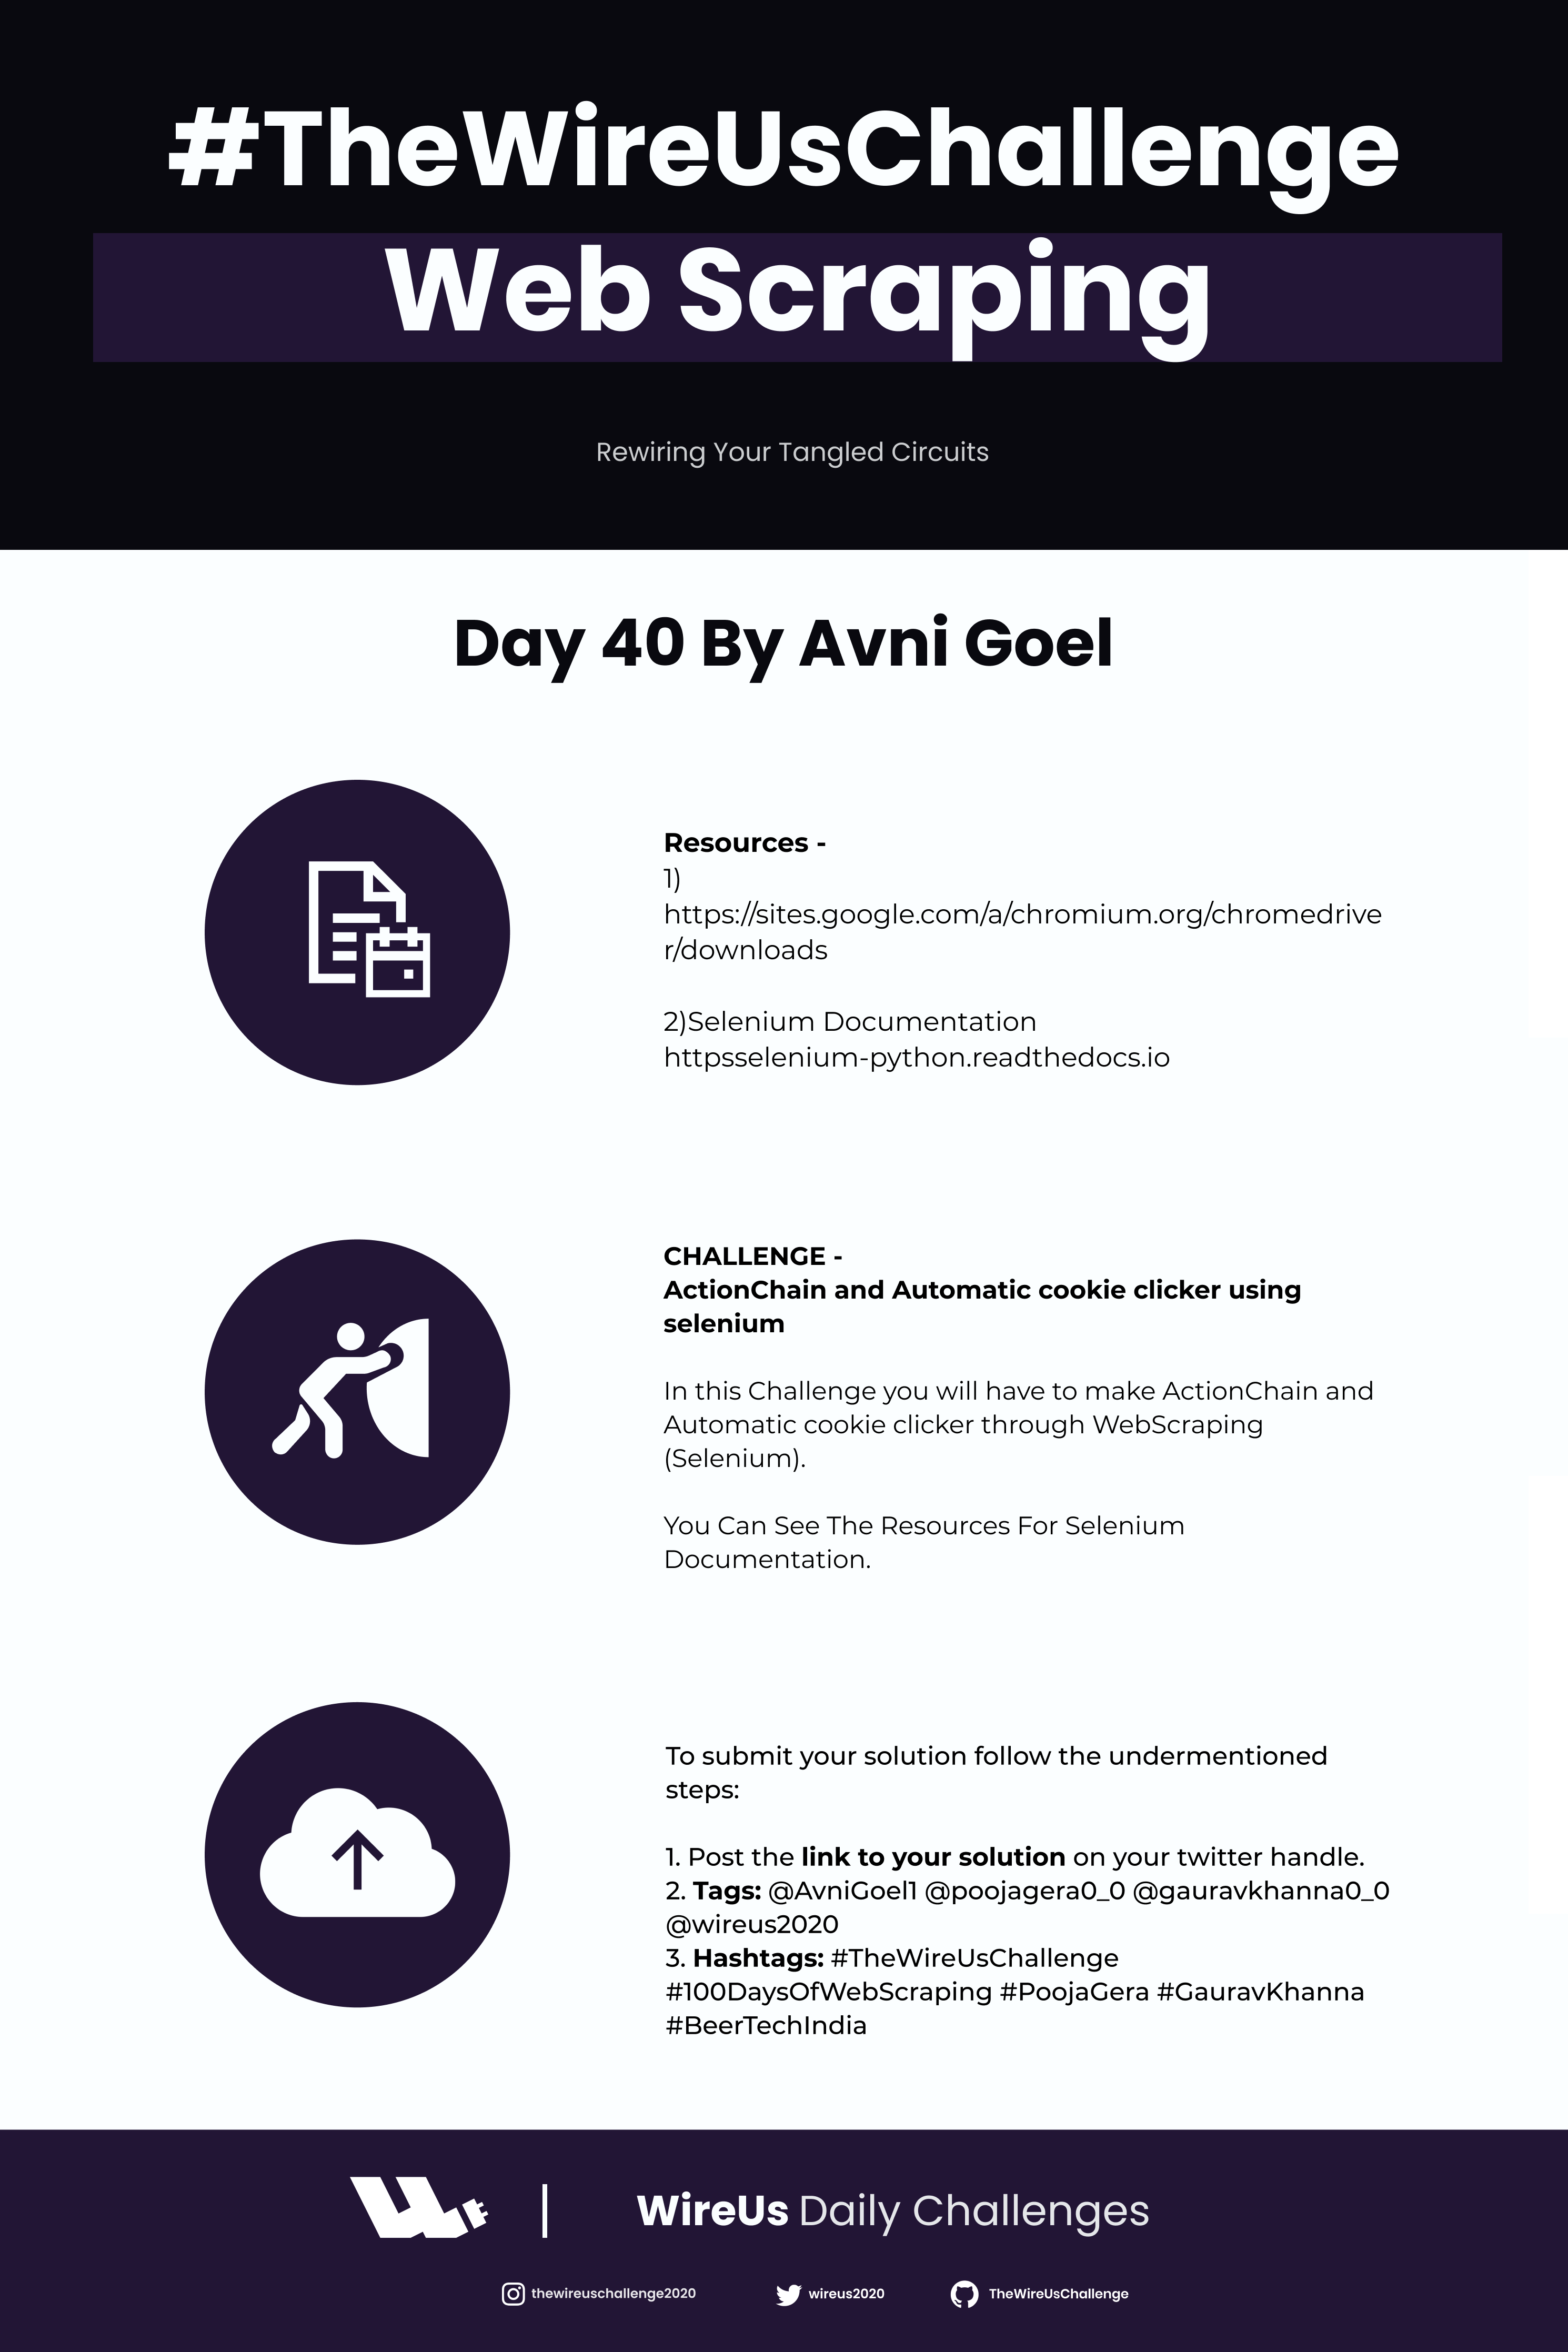 #TheWireUsChallenge
Web Scraping
Rewiring Your Tangled Circuits
Day 40 By Avni Goel
Resources -
1)
https://sites.google.com/a/chromium.org/chromedrive
r/downloads
2)Selenium Documentation
httpsselenium-python.readthedocs.io
CHALLENGE -
ActionChain and Automatic cookie clicker using
selenium
In this Challenge you will have to make ActionChain and
Automatic cookie clicker through WebScraping
(Selenium).
You Can See The Resources For Selenium
Documentation.
To submit your solution follow the undermentioned
steps:
1. Post the link to your solution on your twitter handle.
2. Tags: @AvniGoel1 @poojagera0_0 @gauravkhanna0_0
@wireus2020
3. Hashtags: #TheWireUsChallenge
#100DaysOfWebScraping #PoojaGera #GauravKhanna
#BeerTechIndia
WireUs Daily Challenges
thewireuschallenge2020 wireus2020 TheWireUsChallenge